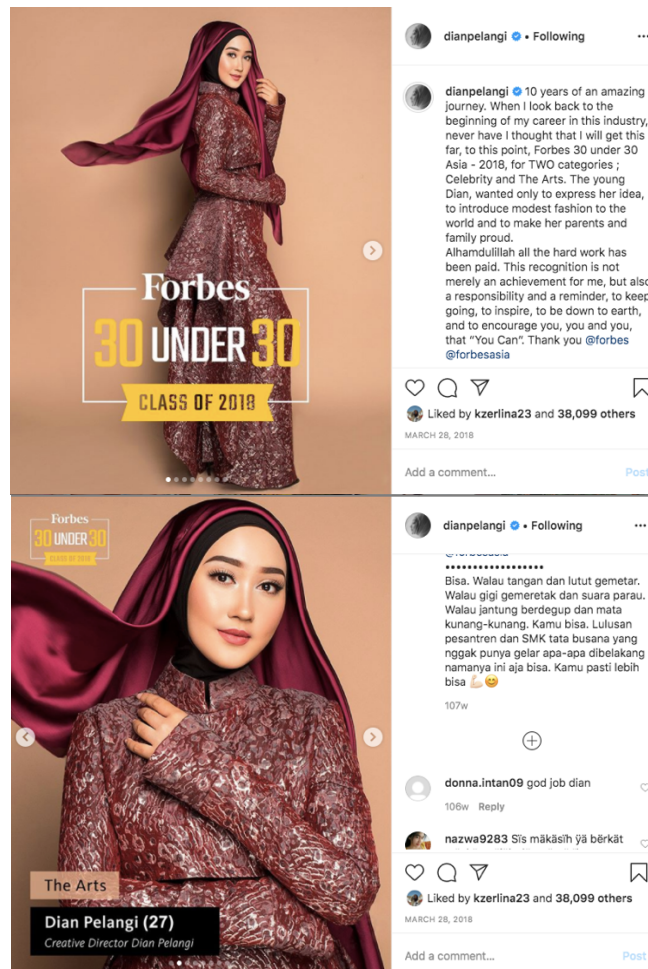 Forbes
30 UNDER 30
CLASS OF 2018
dianpelangi • Following
dianpelangi 10 years of an amazing
journey. When I look back to the
beginning of my career in this industry,
never have I thought that I will get this
far, to this point, Forbes 30 under 30
Asia - 2018, for TWO categories ;
Celebrity and The Arts. The young
Dian, wanted only to express her idea,
to introduce modest fashion to the
world and to make her parents and
family proud.
Alhamdulillah all the hard work has
been paid. This recognition is not
merely an achievement for me, but also
a responsibility and a reminder, to keep
going, to inspire, to be down to earth,
and to encourage you, you and you,
that “You Can”. Thank you @forbes
@forbesasia
Liked by kzerlina23 and 38,099 others
MARCH 28, 2018
Add a comment...
Post
Forbes
30 UNDER 30
CLASS OF 2018
The Arts
Dian Pelangi (27)
Creative Director Dian Pelangi
dianpelangi • Following
@forbesasia
••••••••••••••••••
Bisa. Walau tangan dan lutut gemetar.
Walau gigi gemeretak dan suara parau.
Walau jantung berdegup dan mata
kunang-kunang. Kamu bisa. Lulusan
pesantren dan SMK tata busana yang
nggak punya gelar apa-apa dibelakang
namanya ini aja bisa. Kamu pasti lebih
bisa 💪🏻😊
107w
donna.intan09 god job dian
106w Reply
nazwa9283 Sïs mäkäsïh ÿä bërkät
Liked by kzerlina23 and 38,099 others
MARCH 28, 2018
Add a comment...
Post